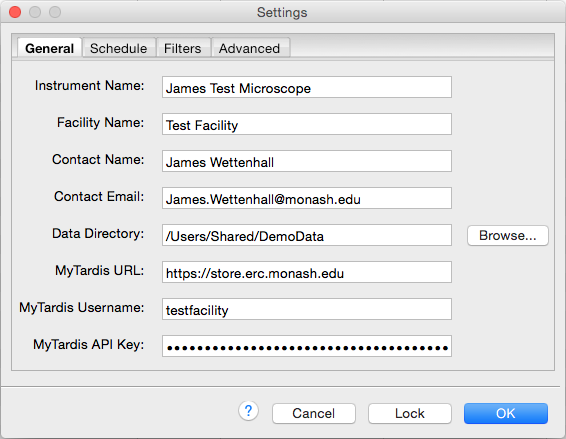 Settings
General Schedule Filters Advanced
Instrument Name: James Test Microscope
Facility Name: Test Facility
Contact Name: James Wettenhall
Contact Email: James.Wettenhall@monash.edu
Data Directory: /Users/Shared/DemoData Browse...
MyTardis URL: https://store.erc.monash.edu
MyTardis Username: testfacility
MyTardis API Key: •••••••••••••••••••••••••••••••••••••
? Cancel Lock OK